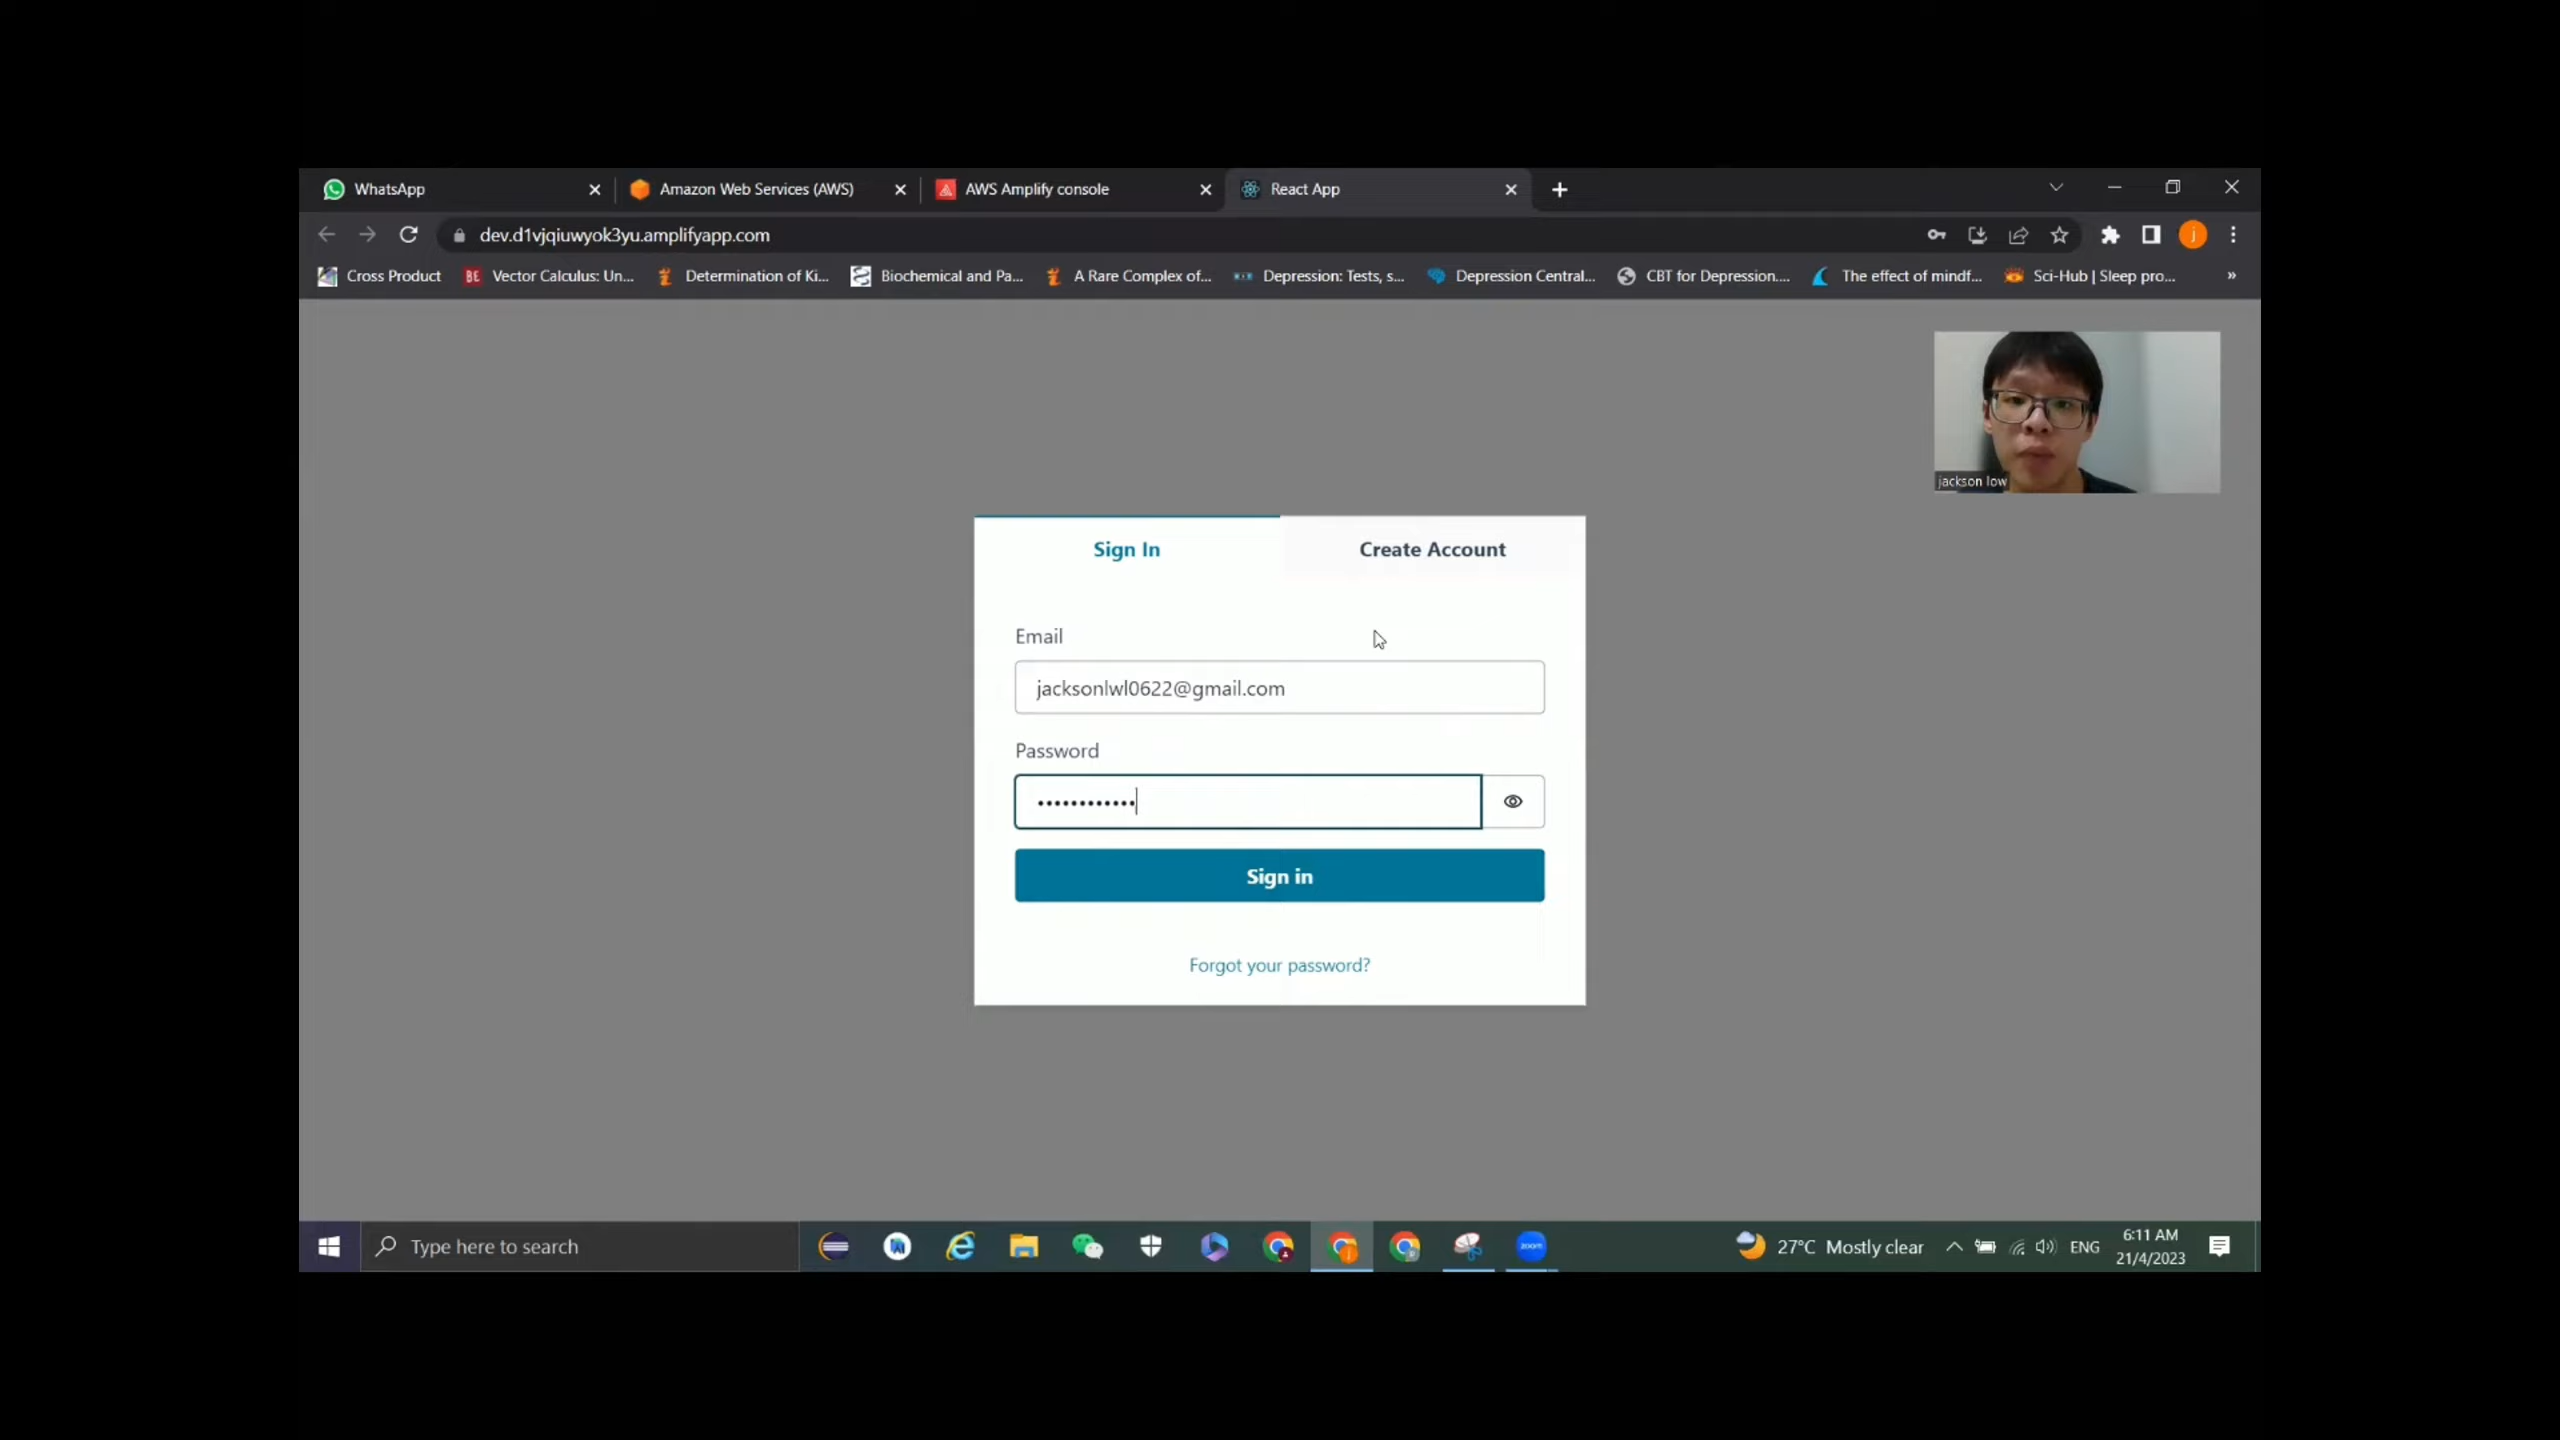 WhatsApp
Amazon Web Services (AWS)
AWS Amplify console
React App
dev.d1vjqiuwyok3yu.amplifyapp.com
j
Cross Product
BE Vector Calculus: Un...
Determination of Ki...
Biochemical and Pa...
A Rare Complex of...
Depression: Tests, s...
Depression Central...
CBT for Depression....
The effect of mindf...
Sci-Hub | Sleep pro...
jackson low
Sign In
Create Account
Email
jacksonlwl0622@gmail.com
Password
Sign in
Forgot your password?
Type here to search
zoom
27°C Mostly clear
ENG
6:11 AM
21/4/2023